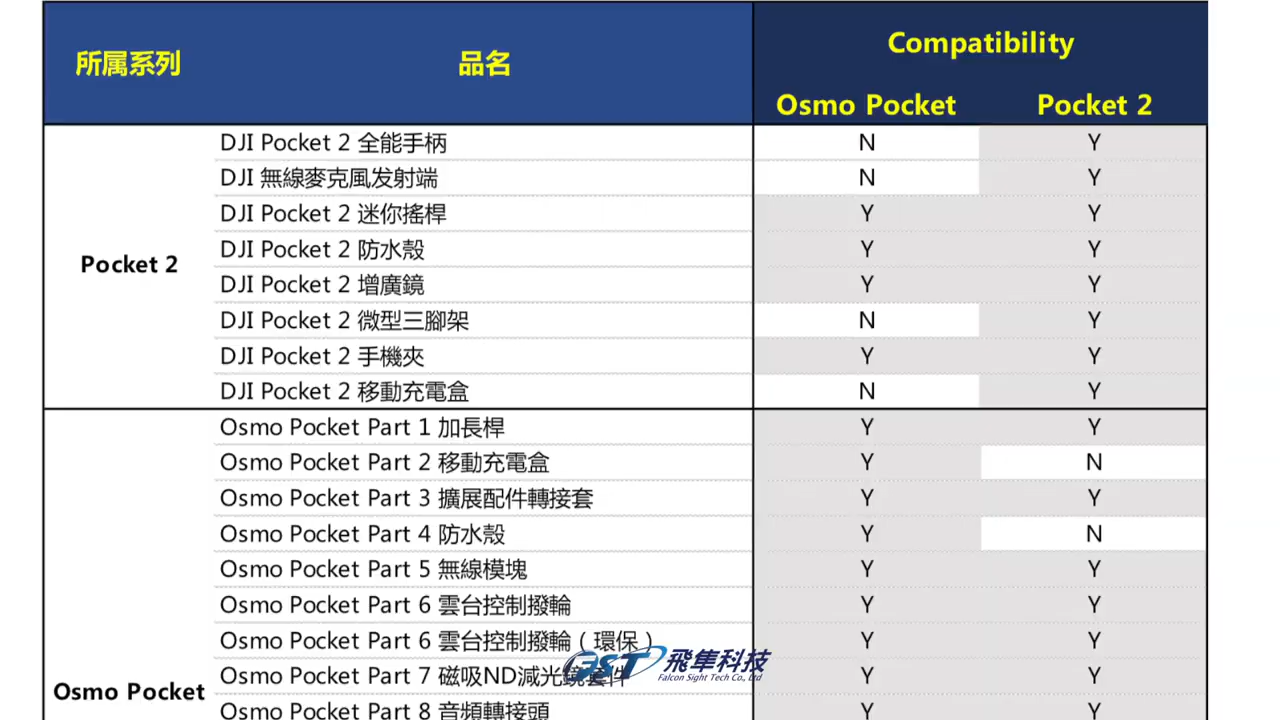 所属系列 品名 Compatibility
Osmo Pocket Pocket 2
DJI Pocket 2 全能手柄 N Y
DJI 無線麥克風发射端 N Y
DJI Pocket 2 迷你搖桿 Y Y
DJI Pocket 2 防水殼 Y Y
Pocket 2
DJI Pocket 2 增廣鏡 Y Y
DJI Pocket 2 微型三腳架 N Y
DJI Pocket 2 手機夾 Y Y
DJI Pocket 2 移動充電盒 N Y
Osmo Pocket Part 1 加長桿 Y Y
Osmo Pocket Part 2 移動充電盒 Y N
Osmo Pocket Part 3 擴展配件轉接套 Y Y
Osmo Pocket Part 4 防水殼 Y N
Osmo Pocket Part 5 無線模塊 Y Y
Osmo Pocket Part 6 雲台控制撥輪 Y Y
Osmo Pocket Part 6 雲台控制撥輪（環保） Y Y
FST 飛隼科技
Falcon Sight Tech Co., Ltd
Osmo Pocket Part 7 磁吸ND減光鏡套件 Y Y
Osmo Pocket
Osmo Pocket Part 8 音頻轉接頭 Y Y